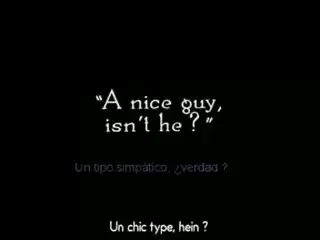 "A nice guy,
isn't he?"
Un tipo simpático, ¿verdad ?
Un chic type, hein ?